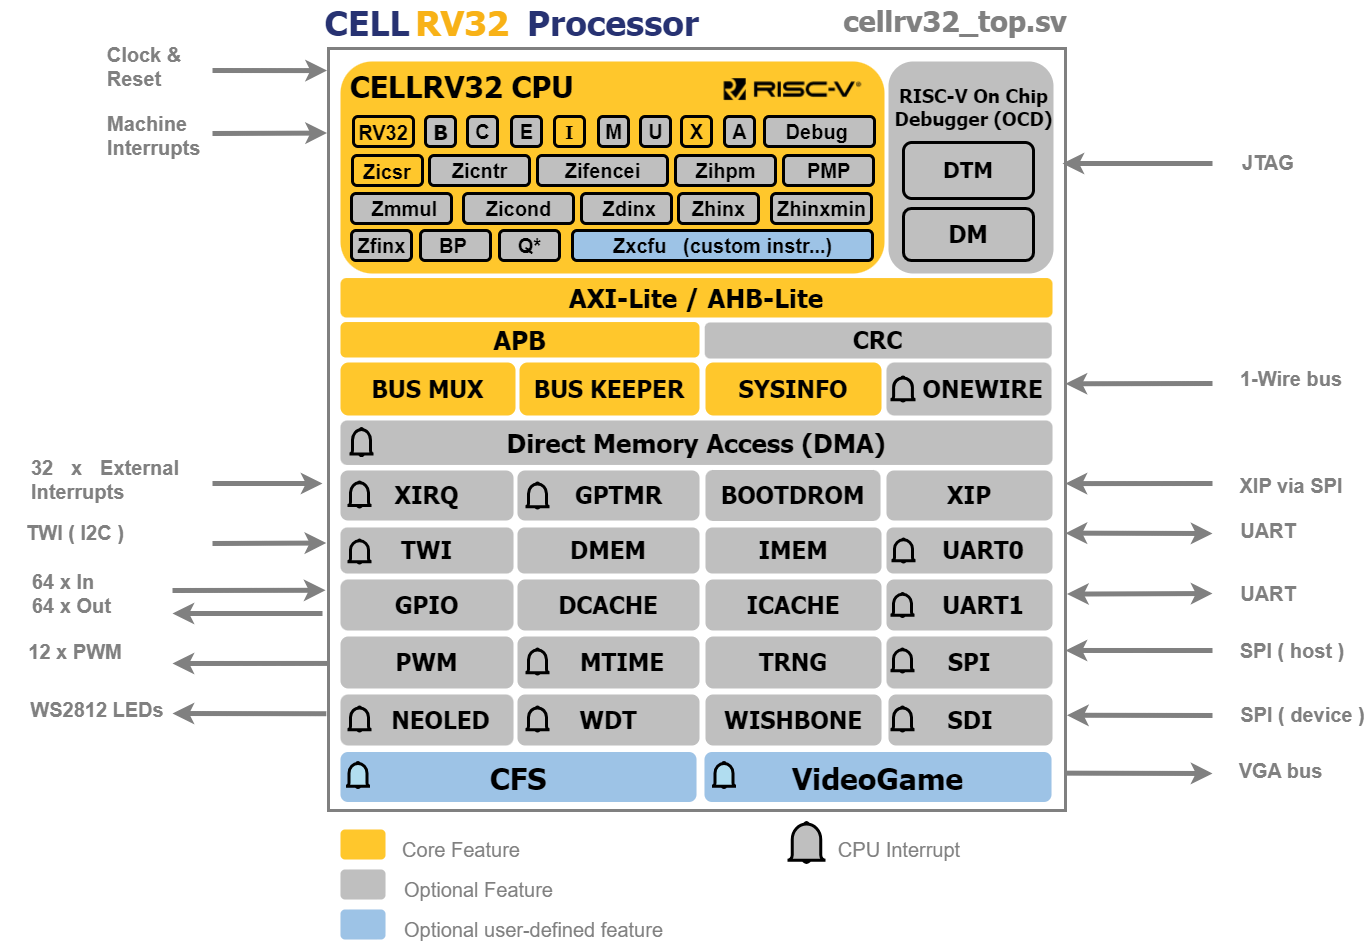 CELL RV32 Processor
cellrv32_top.sv
Clock &
Reset
Machine
Interrupts
CELLRV32 CPU
RISC-V®
RV32 B C E I M U X A Debug
Zicsr Zicntr Zifencei Zihpm PMP
Zmmul Zicond Zdinx Zhinx Zhinxmin
Zfinx BP Q* Zxcfu (custom instr...)
RISC-V On Chip
Debugger (OCD)
DTM
DM
JTAG
AXI-Lite / AHB-Lite
APB CRC
BUS MUX BUS KEEPER SYSINFO ONEWIRE
1-Wire bus
Direct Memory Access (DMA)
32 x External
Interrupts
XIRQ GPTMR BOOTDROM XIP
XIP via SPI
TWI ( I2C )
TWI DMEM IMEM UART0
UART
64 x In
64 x Out
GPIO DCACHE ICACHE UART1
UART
12 x PWM
PWM MTIME TRNG SPI
SPI ( host )
WS2812 LEDs
NEOLED WDT WISHBONE SDI
SPI ( device )
CFS VideoGame
VGA bus
Core Feature
CPU Interrupt
Optional Feature
Optional user-defined feature